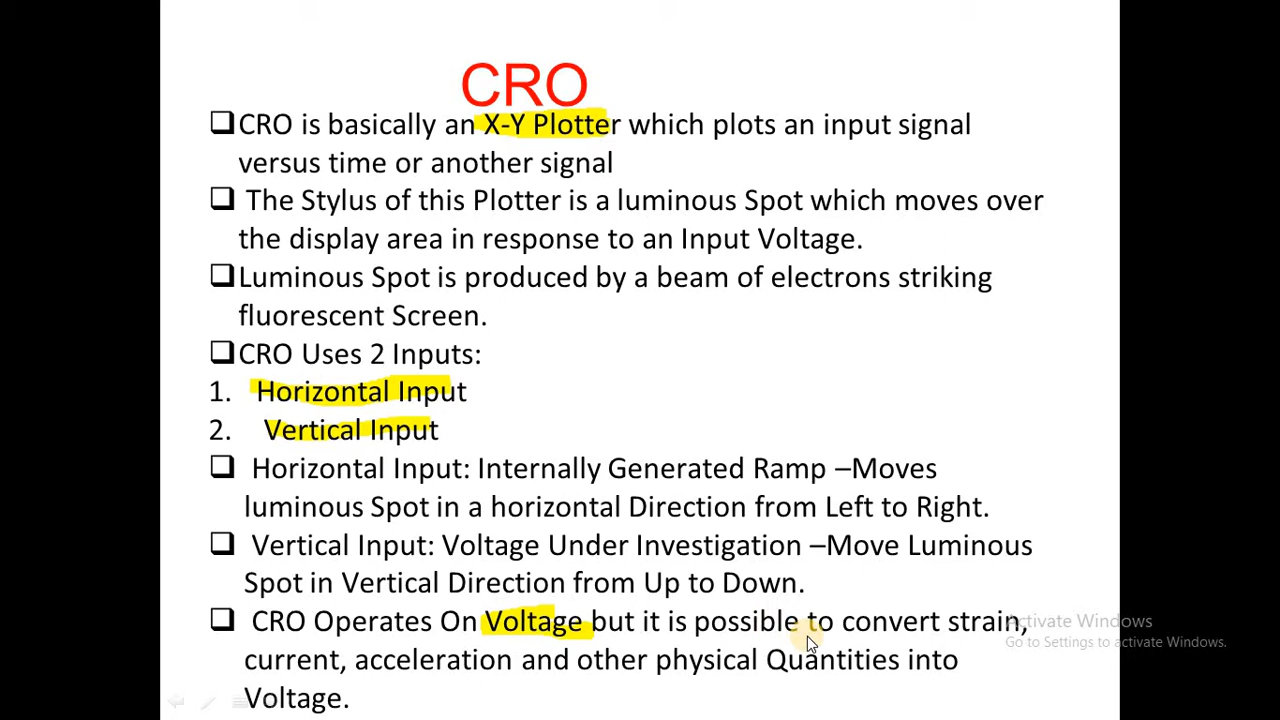 CRO
❑CRO is basically an X-Y Plotter which plots an input signal
versus time or another signal
❑ The Stylus of this Plotter is a luminous Spot which moves over
the display area in response to an Input Voltage.
❑Luminous Spot is produced by a beam of electrons striking
fluorescent Screen.
❑CRO Uses 2 Inputs:
1. Horizontal Input
2. Vertical Input
❑ Horizontal Input: Internally Generated Ramp –Moves
luminous Spot in a horizontal Direction from Left to Right.
❑ Vertical Input: Voltage Under Investigation –Move Luminous
Spot in Vertical Direction from Up to Down.
❑ CRO Operates On Voltage but it is possible to convert strain,
current, acceleration and other physical Quantities into
Voltage.
Activate Windows
Go to Settings to activate Windows.